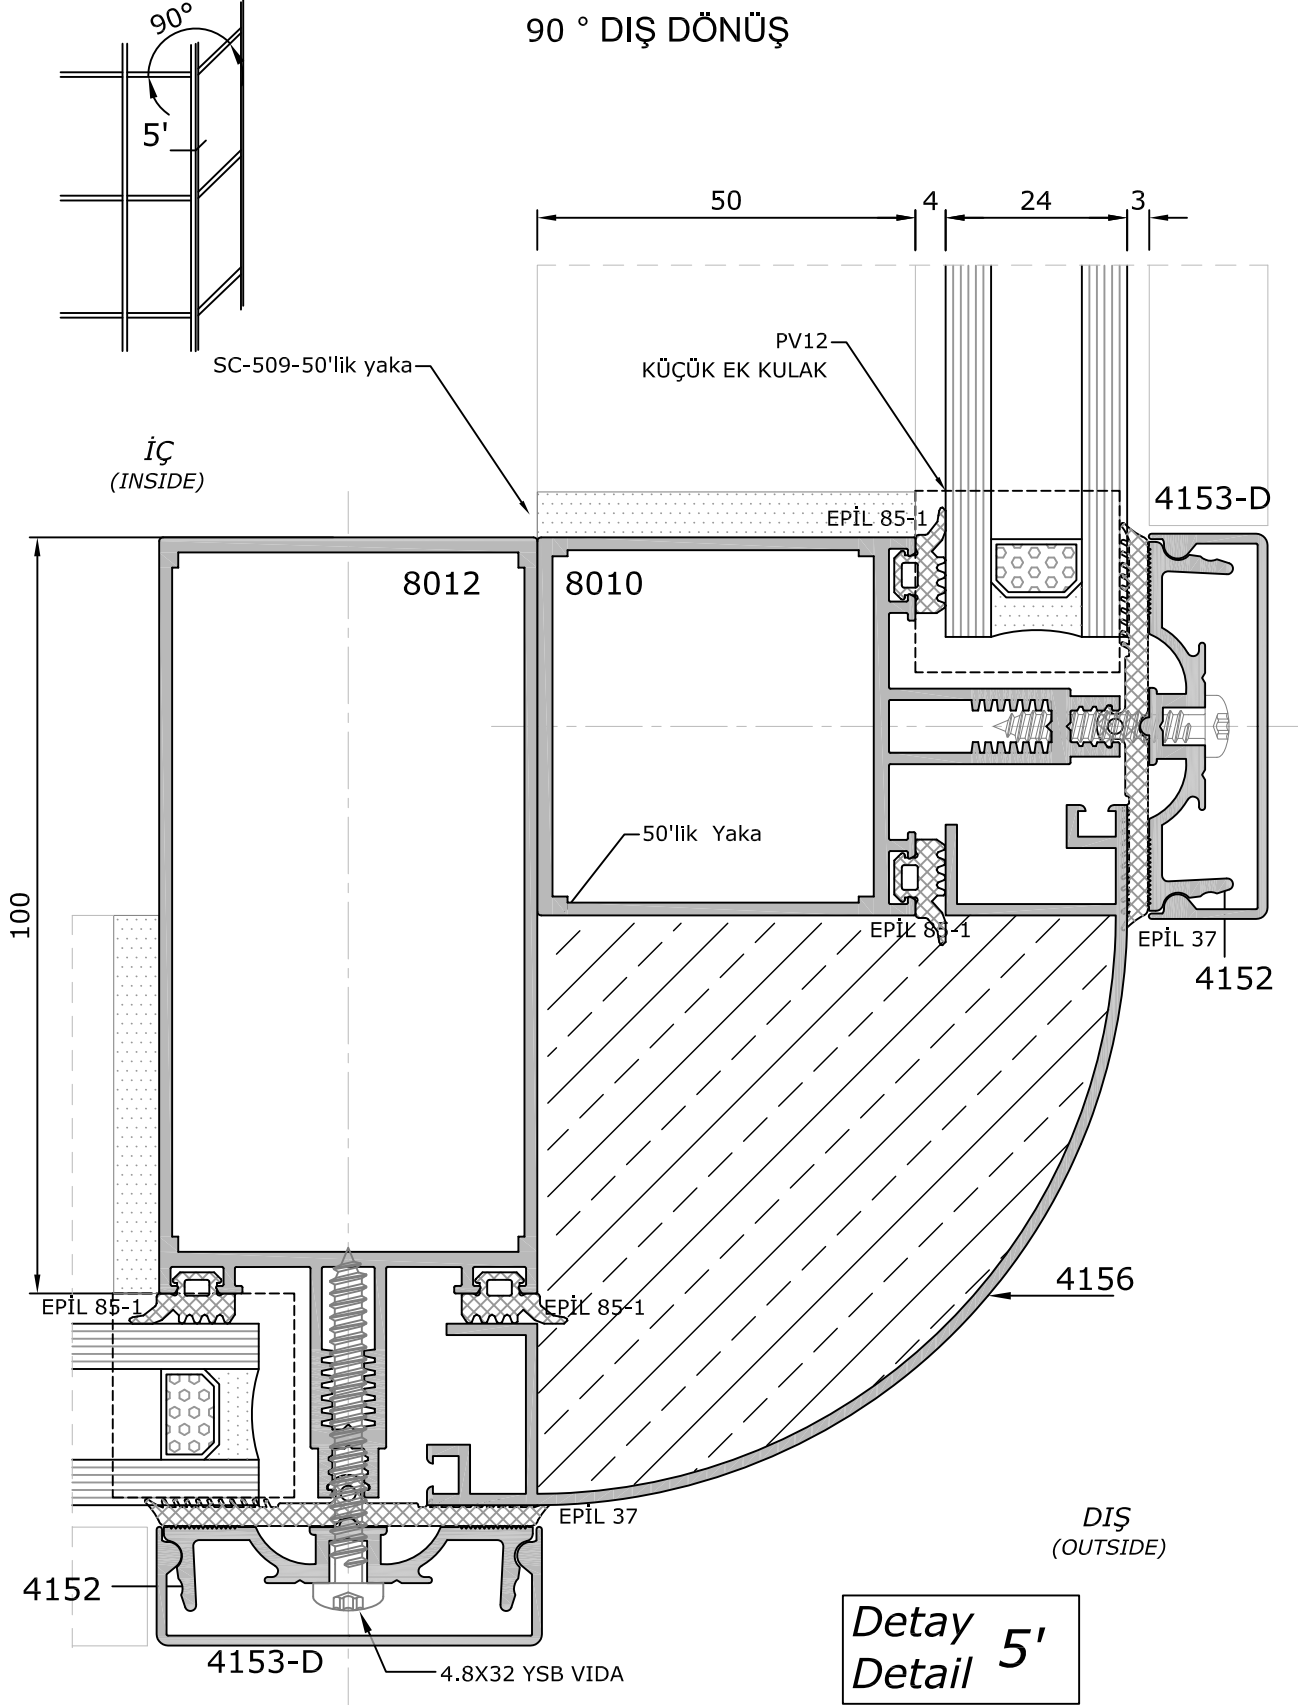 90 ° DIŞ DÖNÜŞ
90°
5'
50
4
24
3
SC-509-50'lik yaka
PV12
KÜÇÜK EK KULAK
İÇ
(INSIDE)
4153-D
EPİL 85-1
8012
8010
50'lik Yaka
100
EPİL 85-1
EPİL 37
4152
4156
EPİL 85-1
EPİL 85-1
EPİL 37
DIŞ
(OUTSIDE)
4152
4153-D
4.8X32 YSB VIDA
Detay
Detail
5'